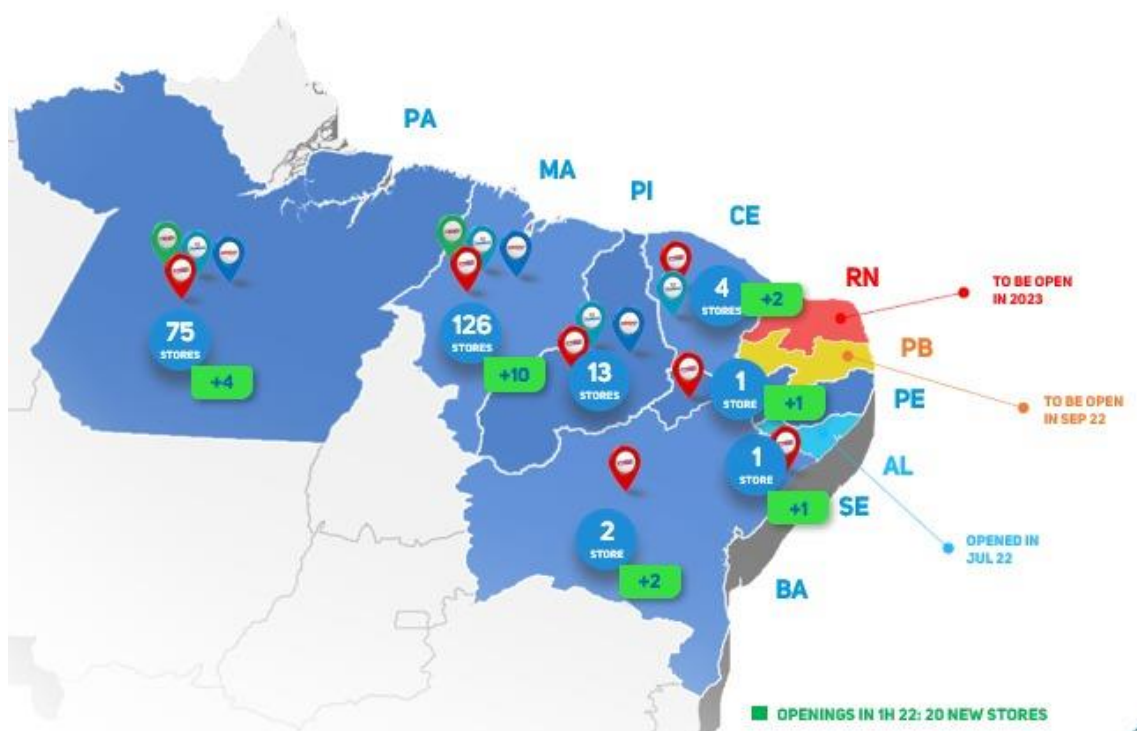 PA
MA
PI
CE
RN
TO BE OPEN
IN 2023
4
STORES
+2
75
STORES
+4
126
STORES
+10
13
STORES
1
STORE
+1
PB
TO BE OPEN
IN SEP 22
PE
AL
1
STORE
+1
SE
OPENED IN
JUL 22
2
STORE
+2
BA
OPENINGS IN 1H 22: 20 NEW STORES